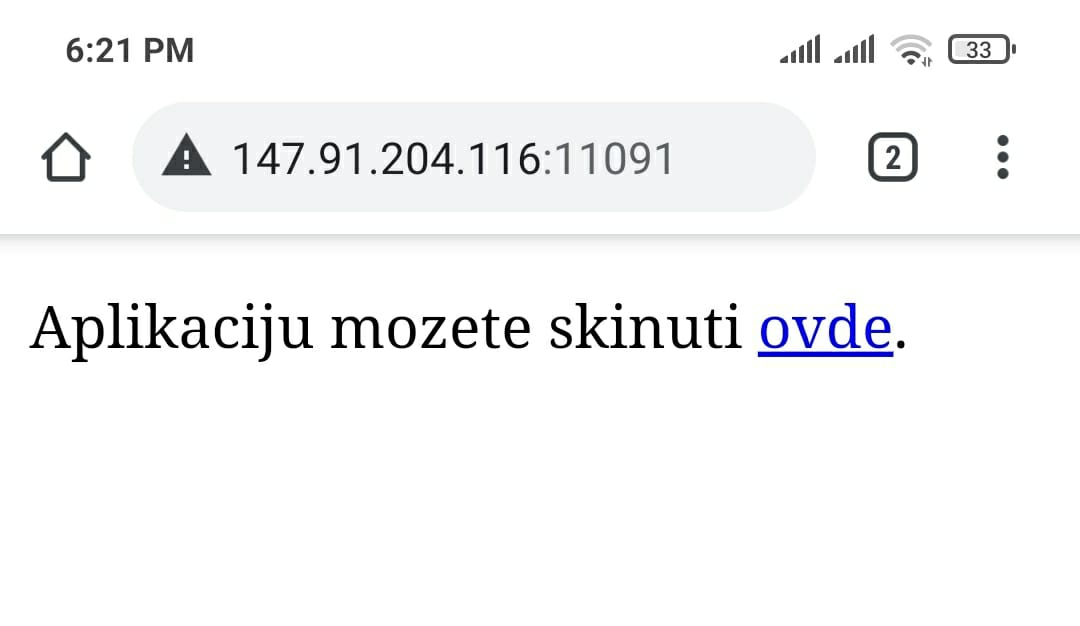 6:21 PM
33
147.91.204.116:11091
2
Aplikaciju mozete skinuti ovde.